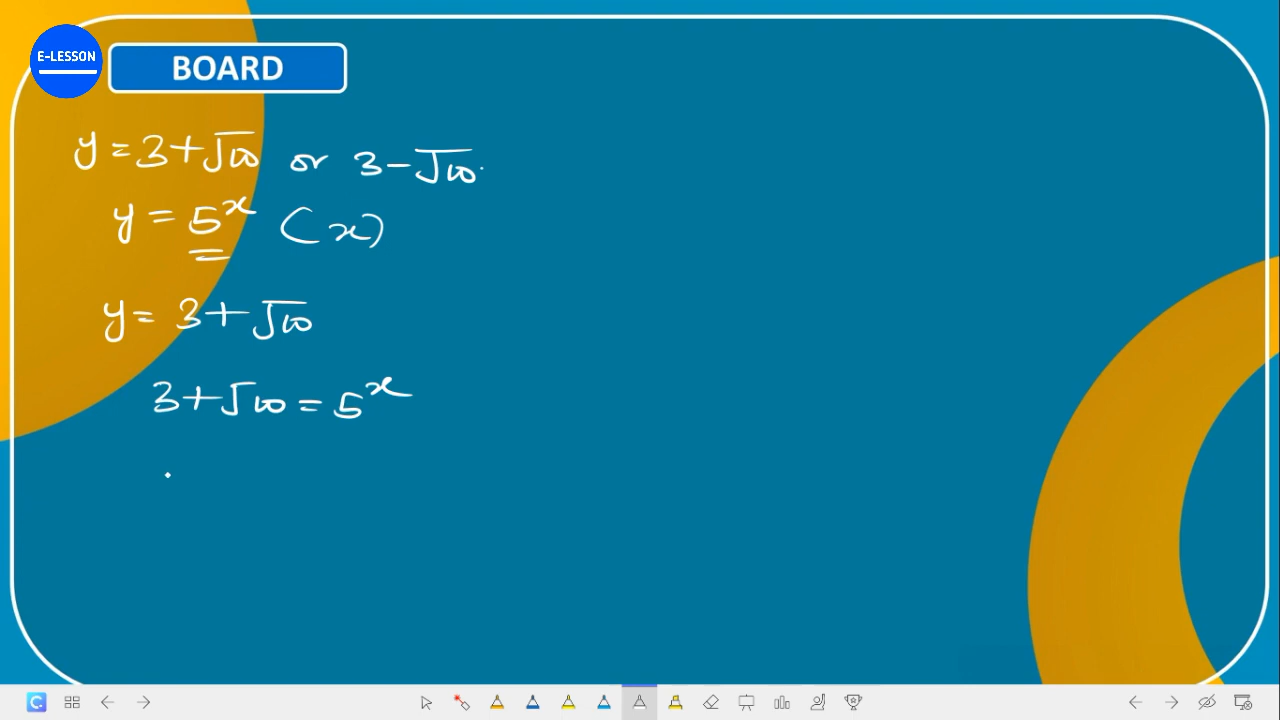 E-LESSON
BOARD
y = 3+√10 or 3-√10.
y = 5^x (x)
y = 3+√10
3+√10 = 5^x